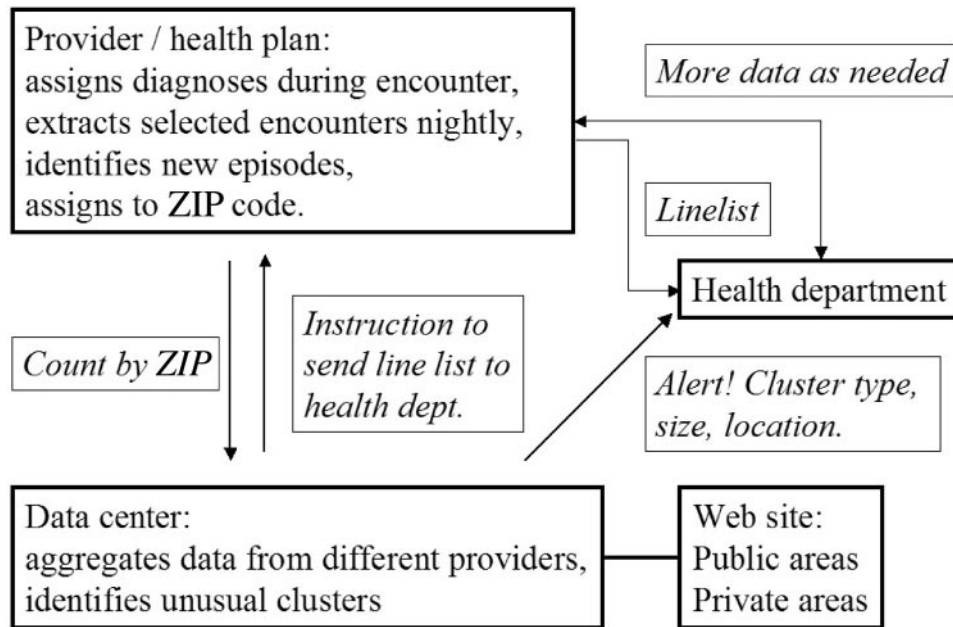 Provider / health plan:
assigns diagnoses during encounter,
extracts selected encounters nightly,
identifies new episodes,
assigns to ZIP code.
More data as needed
Linelist
Health department
Count by ZIP
Instruction to
send line list to
health dept.
Alert! Cluster type,
size, location.
Data center:
aggregates data from different providers,
identifies unusual clusters
Web site:
Public areas
Private areas